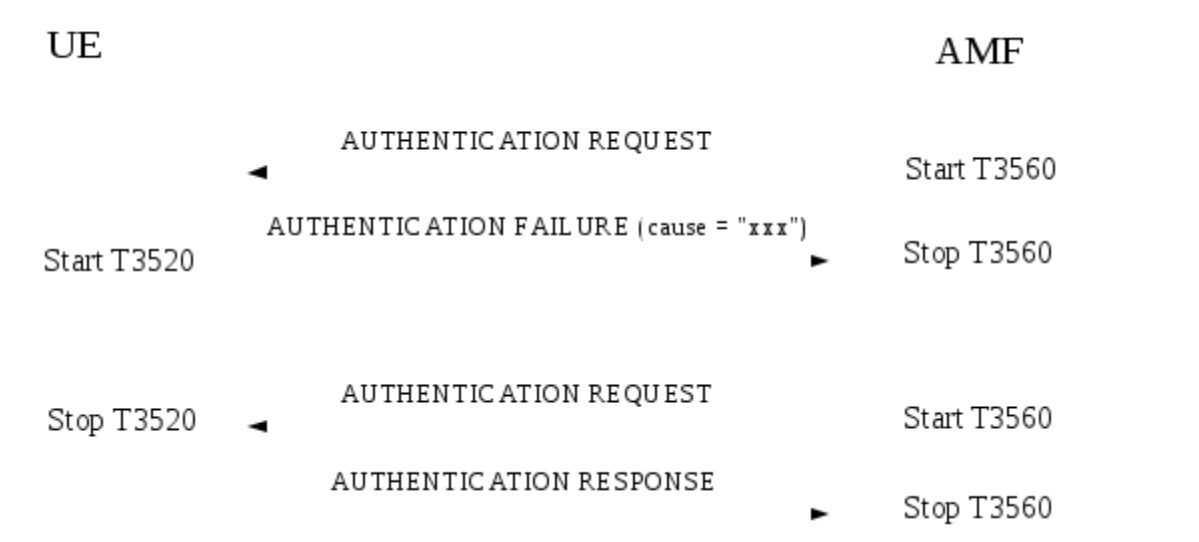 UE
AMF
AUTHENTICATION REQUEST
Start T3560
AUTHENTICATION FAILURE (cause = "xxx")
Start T3520
Stop T3560
AUTHENTICATION REQUEST
Stop T3520
Start T3560
AUTHENTICATION RESPONSE
Stop T3560